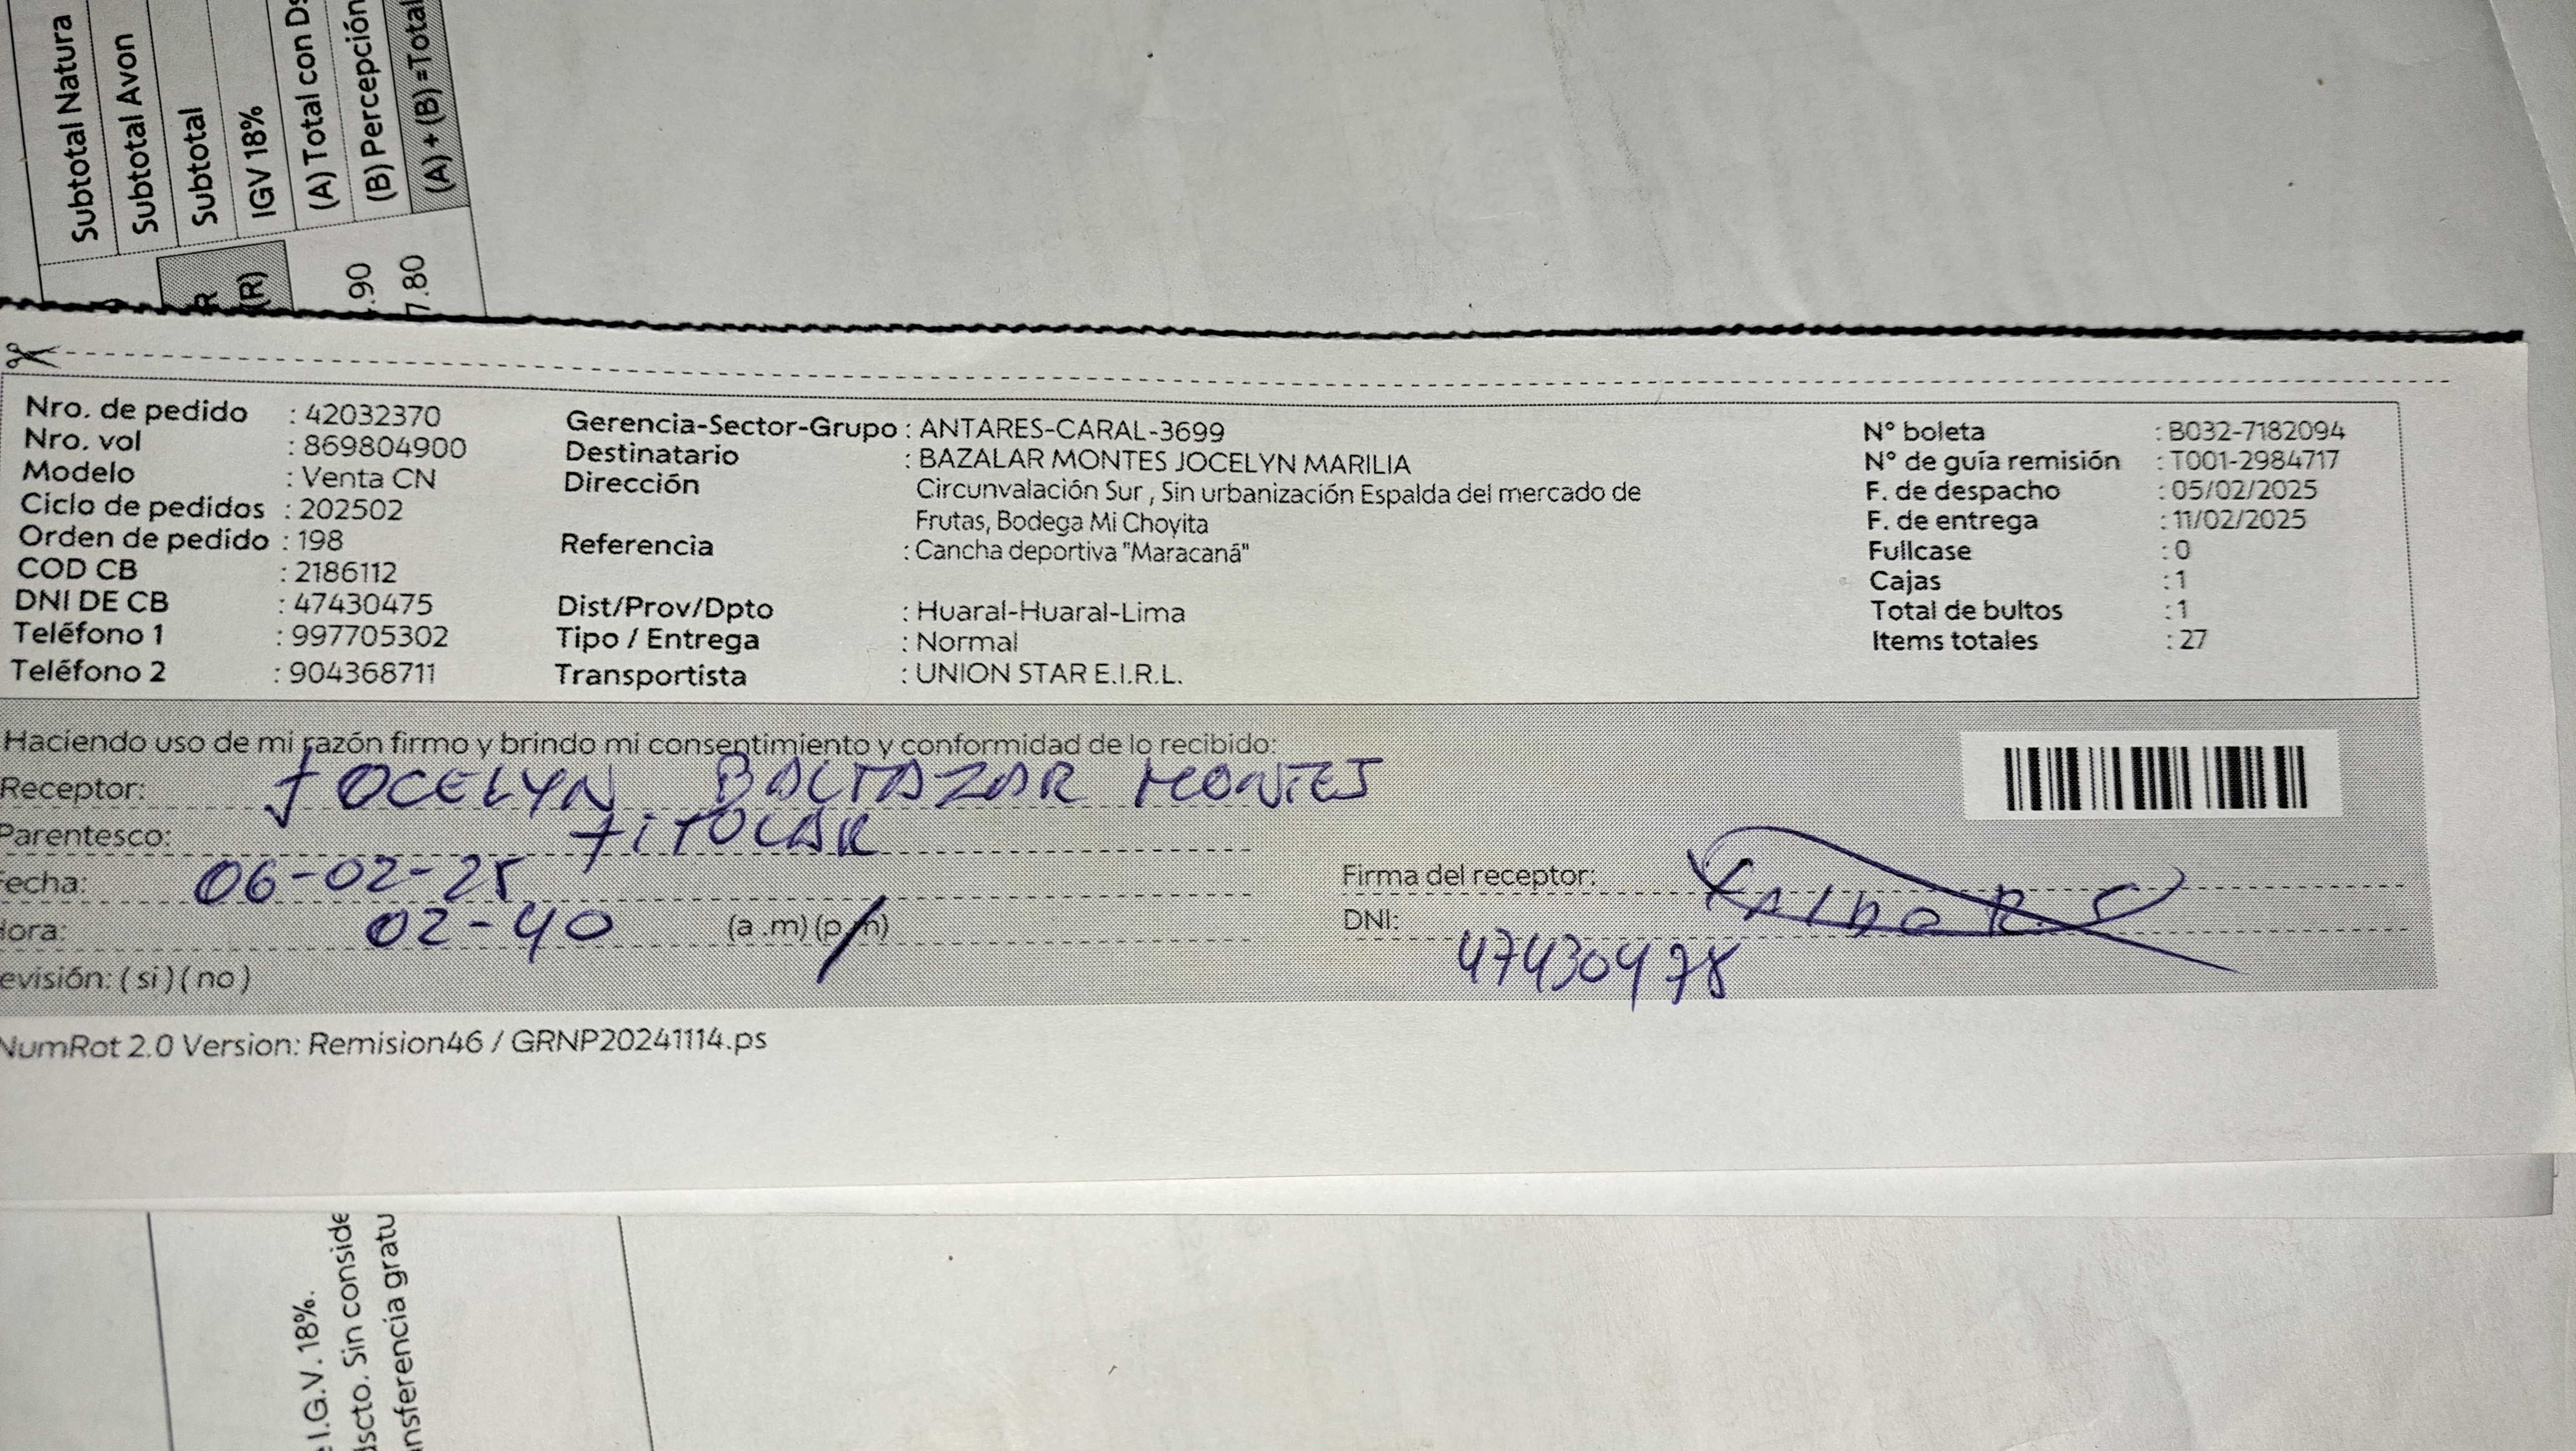 Subtotal Natura
Subtotal Avon
Subtotal
IGV 18%
(A) Total con Ds
(B) Percepción
(A) + (B) =Total
R
(R)
.90
7.80
Nro. de pedido : 42032370
Nro. vol : 869804900
Modelo : Venta CN
Ciclo de pedidos : 202502
Orden de pedido : 198
COD CB : 2186112
DNI DE CB : 47430475
Teléfono 1 : 997705302
Teléfono 2 : 904368711
Gerencia-Sector-Grupo : ANTARES-CARAL-3699
Destinatario : BAZALAR MONTES JOCELYN MARILIA
Dirección Circunvalación Sur , Sin urbanización Espalda del mercado de
Frutas, Bodega Mi Choyita
Referencia : Cancha deportiva "Maracaná"
Dist/Prov/Dpto : Huaral-Huaral-Lima
Tipo / Entrega : Normal
Transportista : UNION STAR E.I.R.L.
N° boleta : B032-7182094
N° de guía remisión : T001-2984717
F. de despacho : 05/02/2025
F. de entrega : 11/02/2025
Fullcase : 0
Cajas : 1
Total de bultos : 1
Items totales : 27
Haciendo uso de mi razón firmo y brindo mi consentimiento y conformidad de lo recibido:
Receptor: JOCELYN BALTAZAR MONTES
Parentesco: TITULAR
Fecha: 06-02-25
Hora: 02-40 (a .m) (p.m)
evisión: ( si ) ( no )
Firma del receptor:
DNI: 47430478
NumRot 2.0 Version: Remision46 / GRNP20241114.ps
e I.G.V. 18%.
dscto. Sin conside
ansferencia gratu